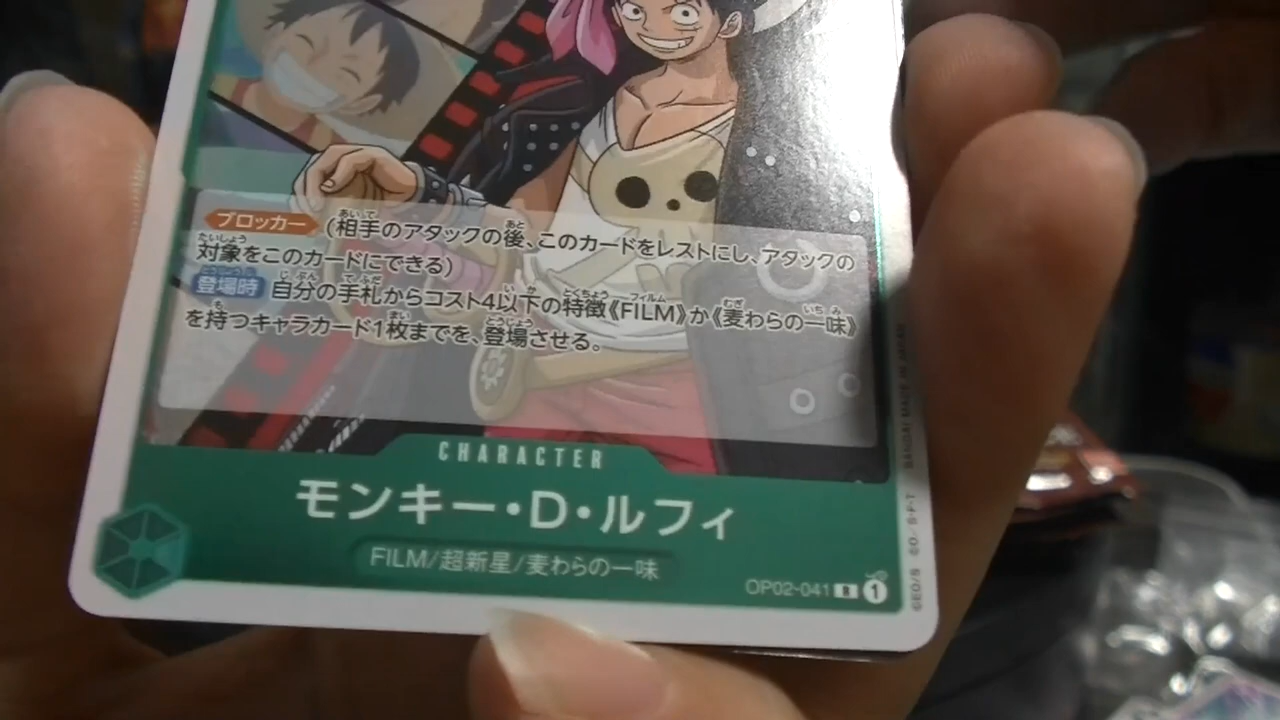 ブロッカー (相手のアタックの後、このカードをレストにし、アタックの
対象をこのカードにできる)
登場時 自分の手札からコスト4以下の特徴《FILM》か《麦わらの一味》
を持つキャラカード1枚までを、登場させる。
CHARACTER
モンキー・D・ルフィ
FILM/超新星/麦わらの一味
OP02-041 R 1
BANDAI MADE IN JAPAN